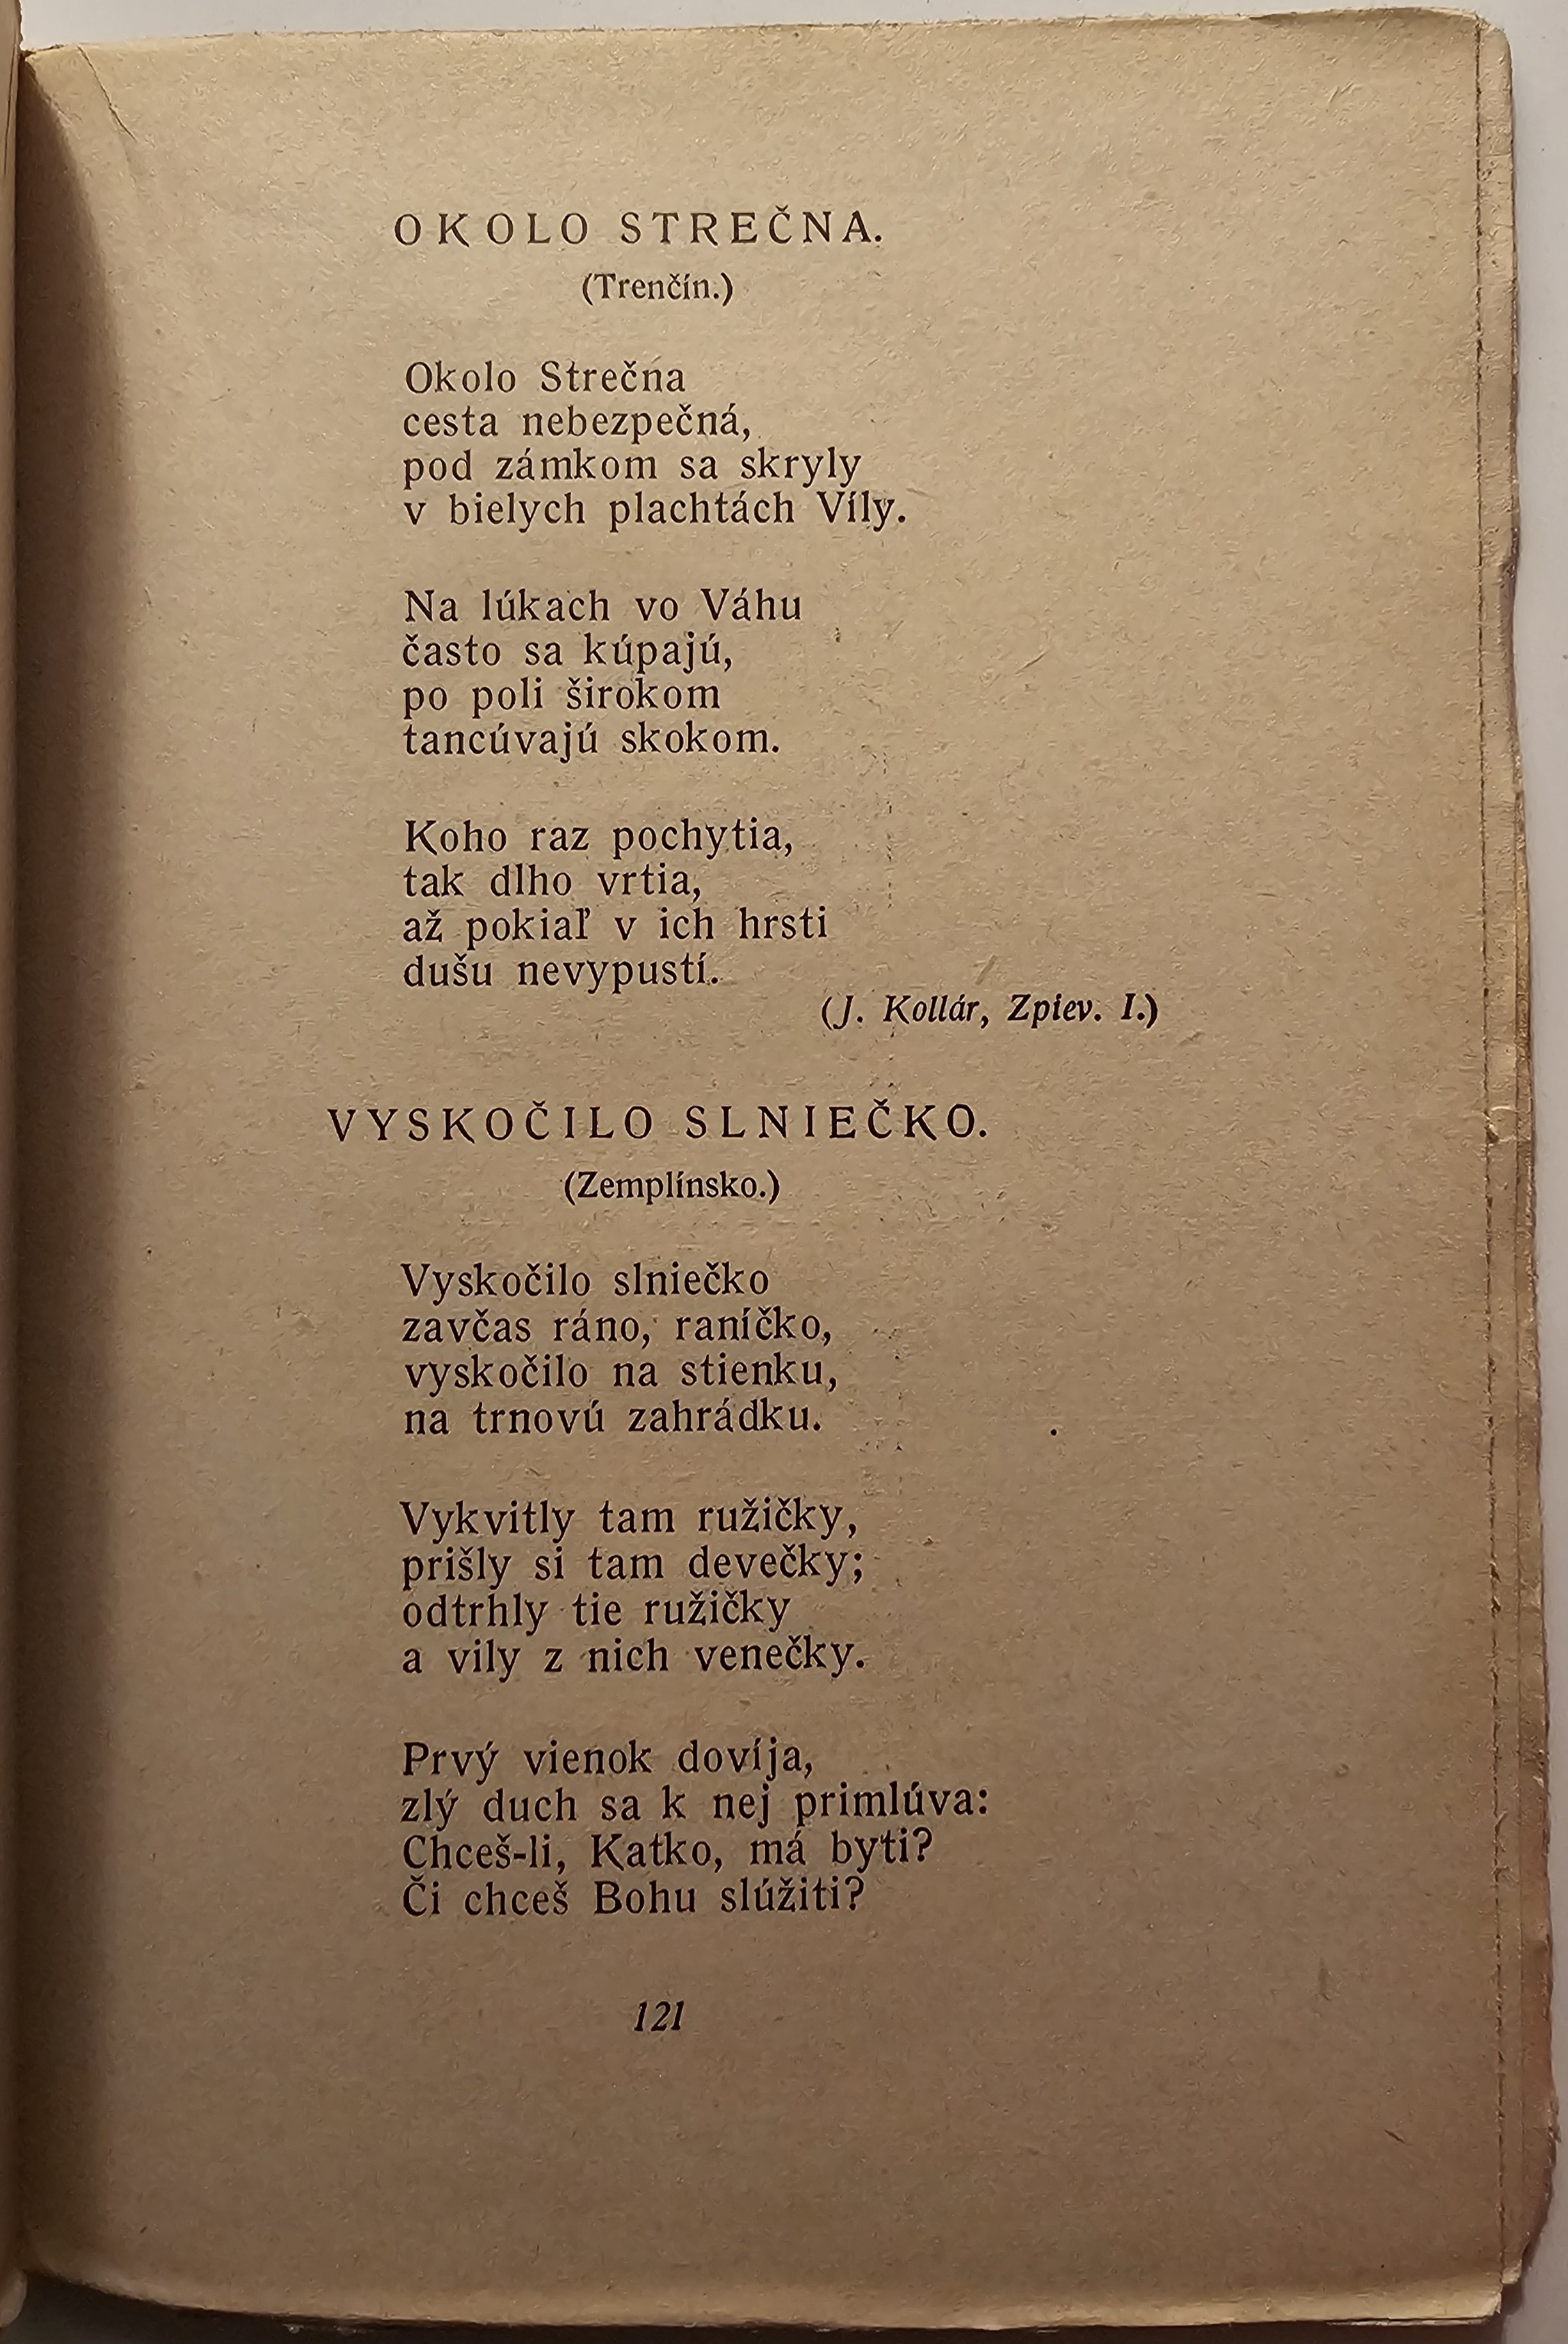 OKOLO STREČNA.
(Trenčín.)
Okolo Strečna
cesta nebezpečná,
pod zámkom sa skryly
v bielych plachtách Víly.
Na lúkach vo Váhu
často sa kúpajú,
po poli širokom
tancúvajú skokom.
Koho raz pochytia,
tak dlho vrtia,
až pokiaľ v ich hrsti
dušu nevypustí.
(J. Kollár, Zpiev. I.)
VYSKOČILO SLNIEČKO.
(Zemplínsko.)
Vyskočilo slniečko
zavčas ráno, raníčko,
vyskočilo na stienku,
na trnovú zahrádku.
Vykvitly tam ružičky,
prišly si tam devečky;
odtrhly tie ružičky
a vily z nich venečky.
Prvý vienok dovíja,
zlý duch sa k nej primlúva:
Chceš-li, Katko, má byti?
Či chceš Bohu slúžiti?
121